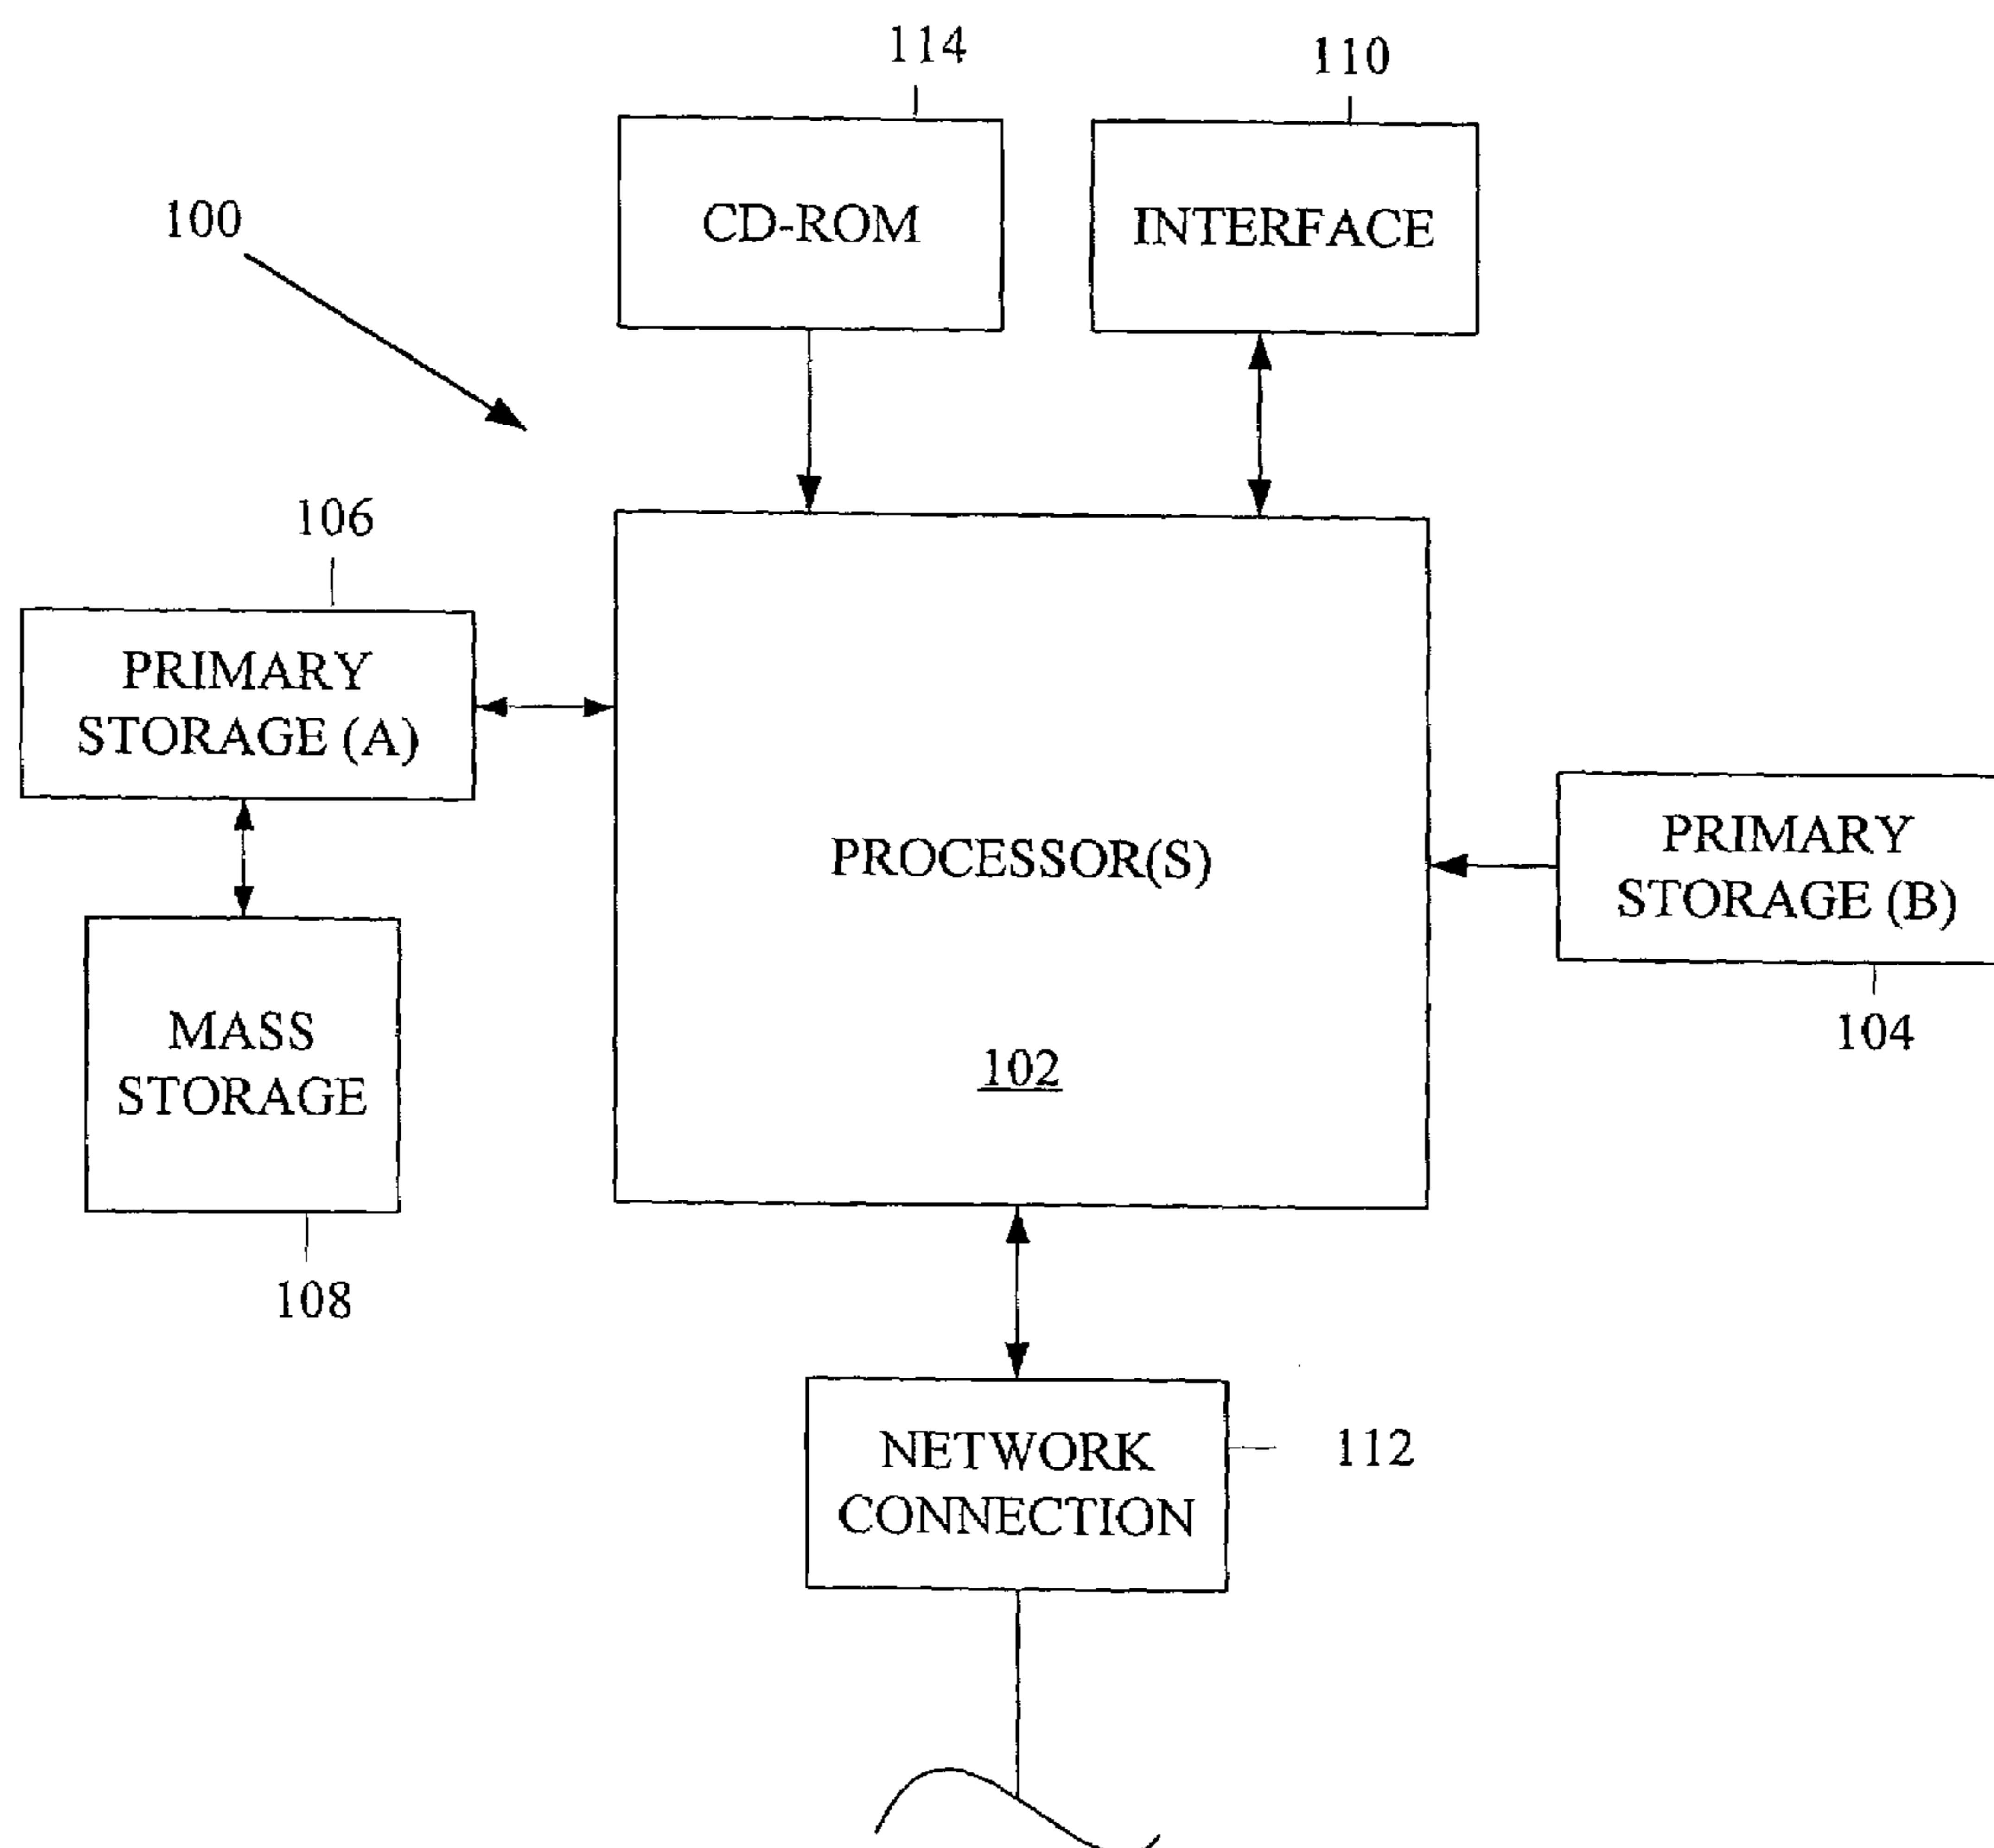 114
110
CD-ROM
INTERFACE
100
106
PRIMARY
STORAGE (A)
PROCESSOR(S)
102
PRIMARY
STORAGE (B)
104
MASS
STORAGE
108
NETWORK
CONNECTION
112